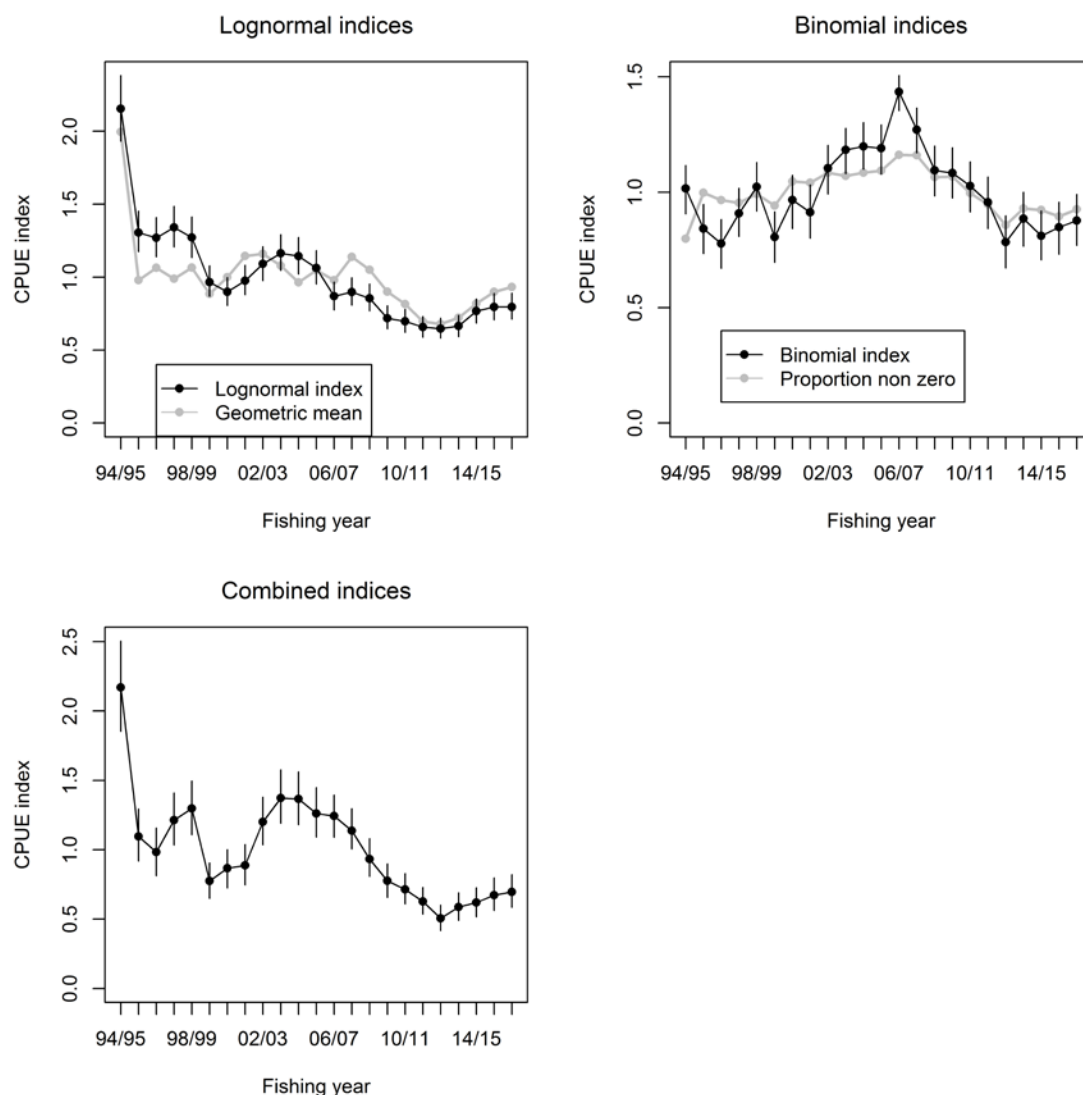 Lognormal indices
CPUE index
2.0
1.5
1.0
0.5
0.0
Lognormal index
Geometric mean
94/95 98/99 02/03 06/07 10/11 14/15
Fishing year
Binomial indices
CPUE index
1.5
1.0
0.5
0.0
Binomial index
Proportion non zero
94/95 98/99 02/03 06/07 10/11 14/15
Fishing year
Combined indices
CPUE index
2.5
2.0
1.5
1.0
0.5
0.0
94/95 98/99 02/03 06/07 10/11 14/15
Fishing year